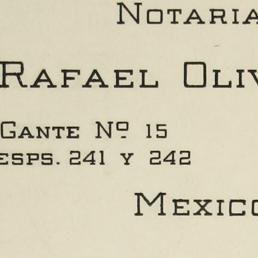 Notaria
Rafael Oliv
Gante Nº 15
esps. 241 y 242
Mexico